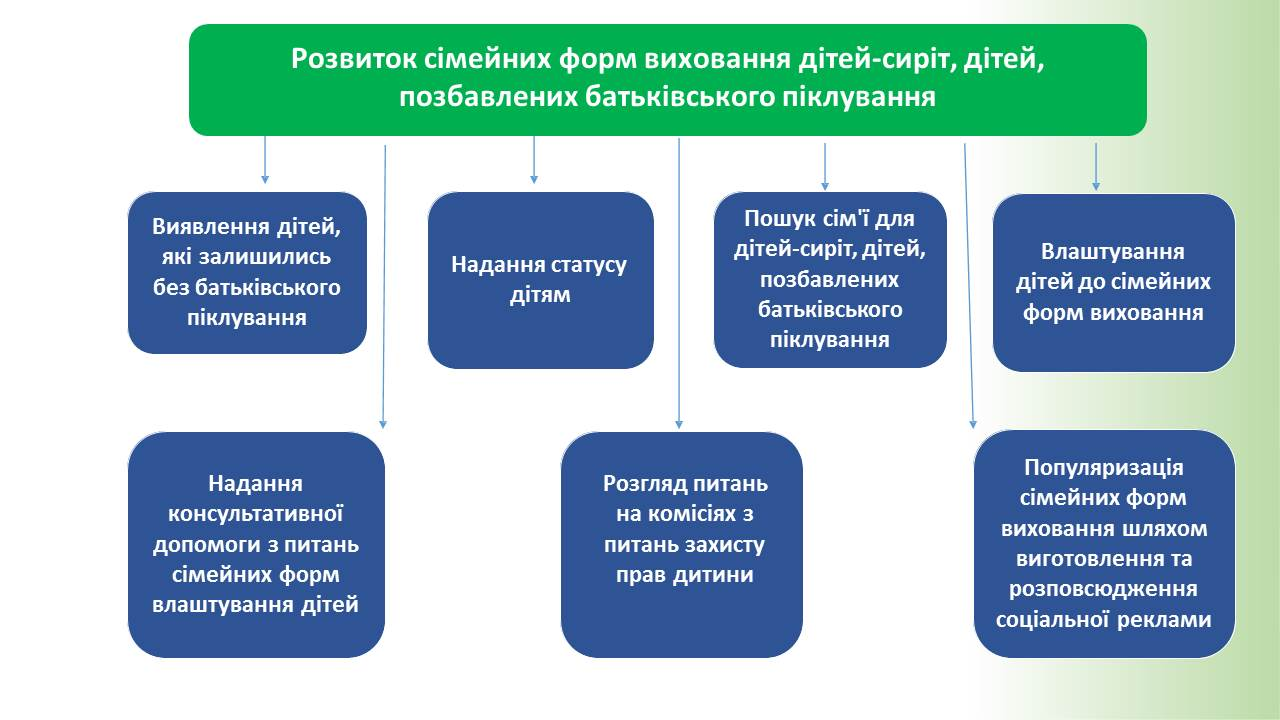 Розвиток сімейних форм виховання дітей-сиріт, дітей,
позбавлених батьківського піклування
Виявлення дітей,
які залишились
без батьківського
піклування
Надання статусу
дітям
Пошук сім'ї для
дітей-сиріт, дітей,
позбавлених
батьківського
піклування
Влаштування
дітей до сімейних
форм виховання
Надання
консультативної
допомоги з питань
сімейних форм
влаштування дітей
Розгляд питань
на комісіях з
питань захисту
прав дитини
Популяризація
сімейних форм
виховання шляхом
виготовлення та
розповсюдження
соціальної реклами